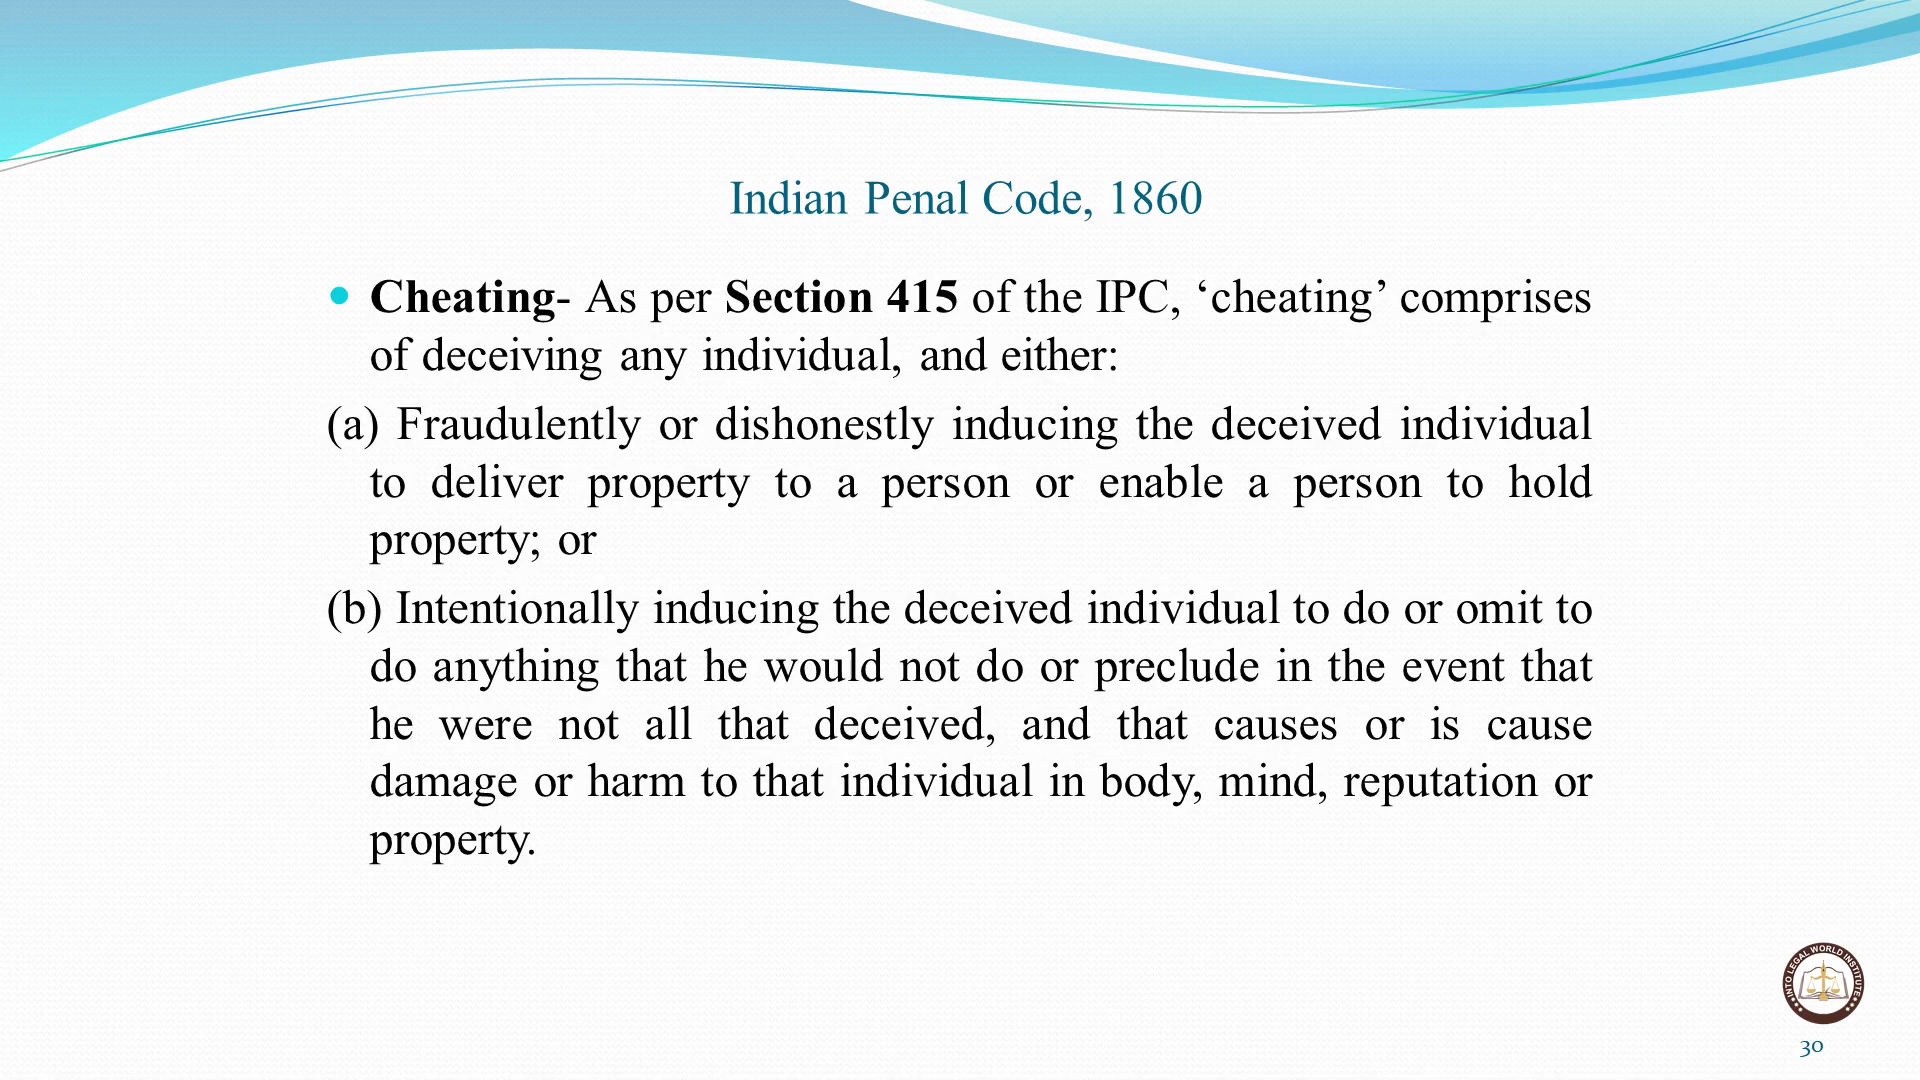 Indian Penal Code, 1860
• Cheating- As per Section 415 of the IPC, ‘cheating’ comprises
of deceiving any individual, and either:
(a) Fraudulently or dishonestly inducing the deceived individual
to deliver property to a person or enable a person to hold
property; or
(b) Intentionally inducing the deceived individual to do or omit to
do anything that he would not do or preclude in the event that
he were not all that deceived, and that causes or is cause
damage or harm to that individual in body, mind, reputation or
property.
INTO LEGAL WORLD INSTITUTE
30